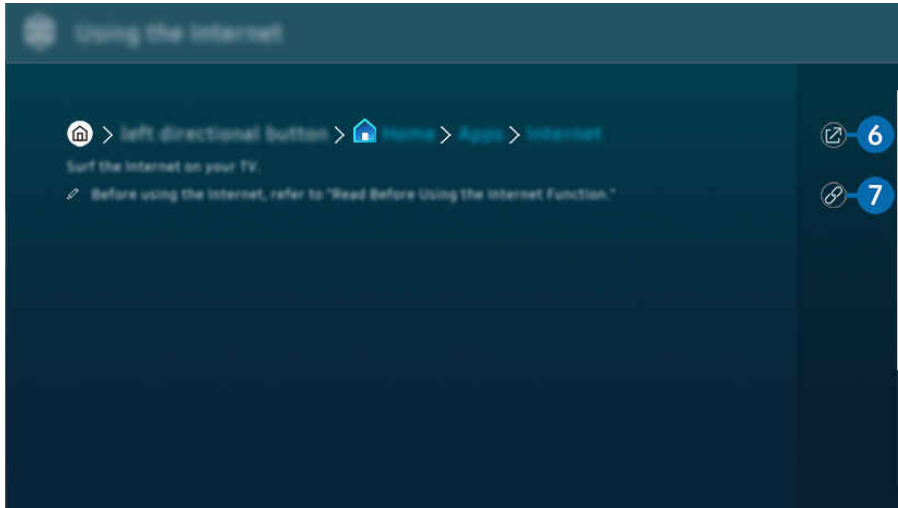 Using the Internet
> left directional button > Home > Apps > Internet
6
Surf the Internet on your TV.
7
Before using the Internet, refer to "Read Before Using the Internet Function."